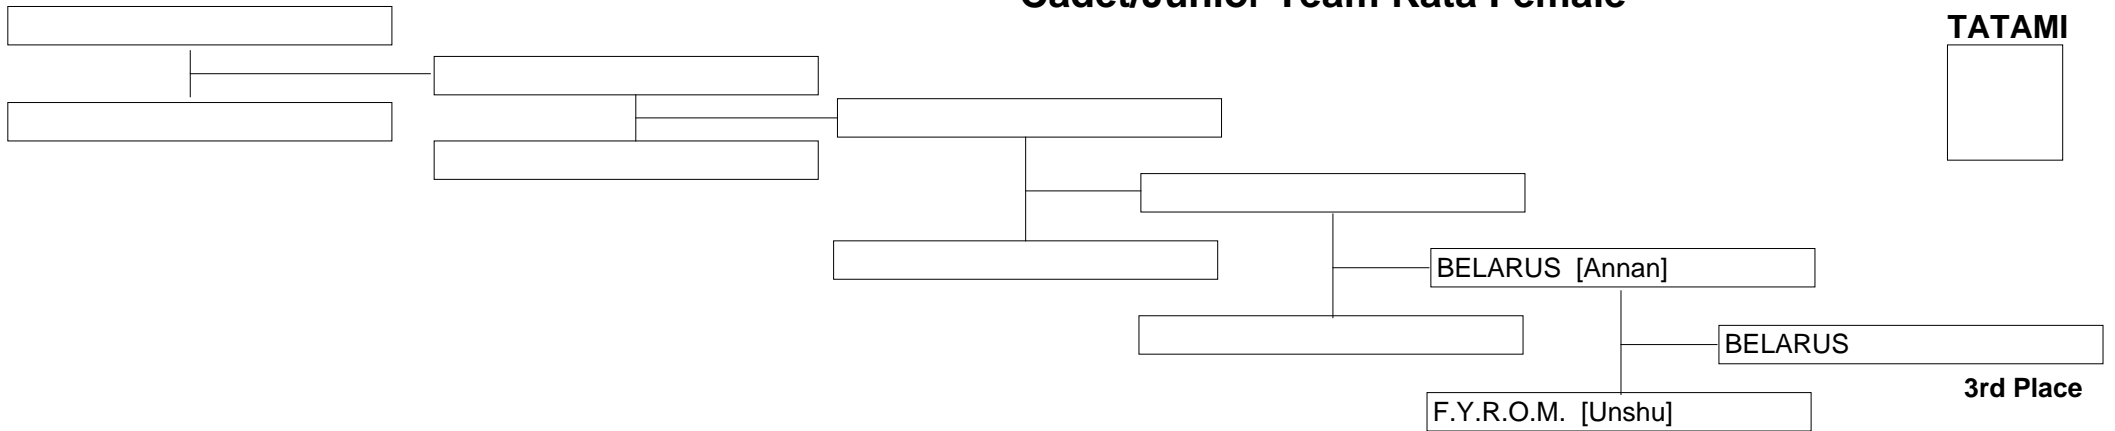 Cadet/Junior Team Kata Female
TATAMI
BELARUS [Annan]
BELARUS
3rd Place
F.Y.R.O.M. [Unshu]